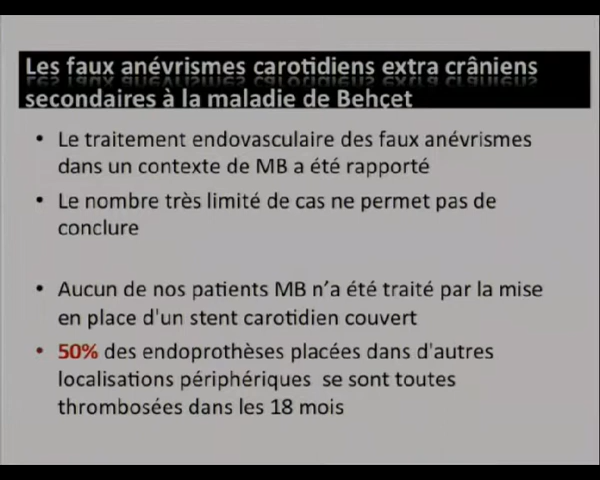 Les faux anévrismes carotidiens extra crâniens
secondaires à la maladie de Behçet
• Le traitement endovasculaire des faux anévrismes
dans un contexte de MB a été rapporté
• Le nombre très limité de cas ne permet pas de
conclure
• Aucun de nos patients MB n'a été traité par la mise
en place d'un stent carotidien couvert
• 50% des endoprothèses placées dans d'autres
localisations périphériques se sont toutes
thrombosées dans les 18 mois